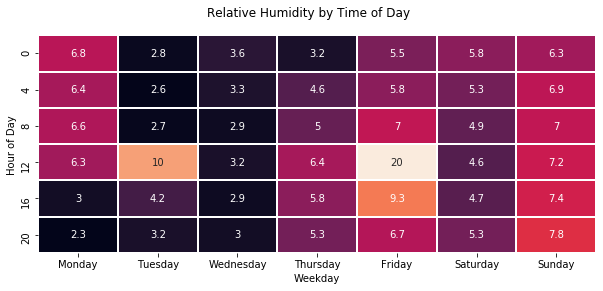 Relative Humidity by Time of Day
0 6.8 2.8 3.6 3.2 5.5 5.8 6.3
4 6.4 2.6 3.3 4.6 5.8 5.3 6.9
8 6.6 2.7 2.9 5 7 4.9 7
12 6.3 10 3.2 6.4 20 4.6 7.2
16 3 4.2 2.9 5.8 9.3 4.7 7.4
20 2.3 3.2 3 5.3 6.7 5.3 7.8
Hour of Day
Monday Tuesday Wednesday Thursday Friday Saturday Sunday
Weekday